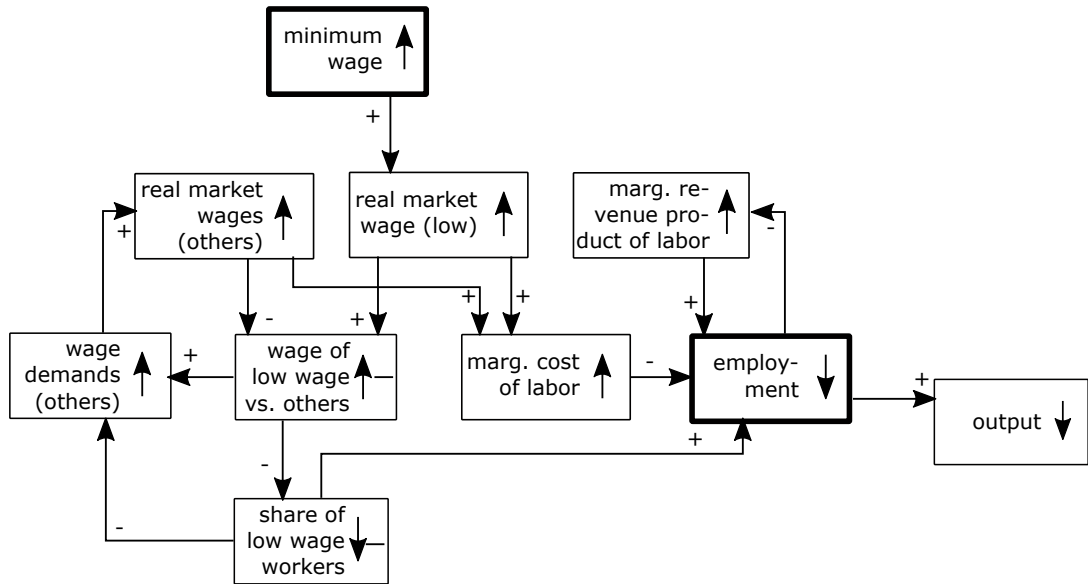 minimum
wage
+
real market
wages
(others)
real market
wage (low)
marg. re-
venue pro-
duct of labor
+
-
-
+
+
+
+
wage
demands
(others)
+
wage of
low wage
vs. others
marg. cost
of labor
-
employ-
ment
+
output
-
+
-
share of
low wage
workers